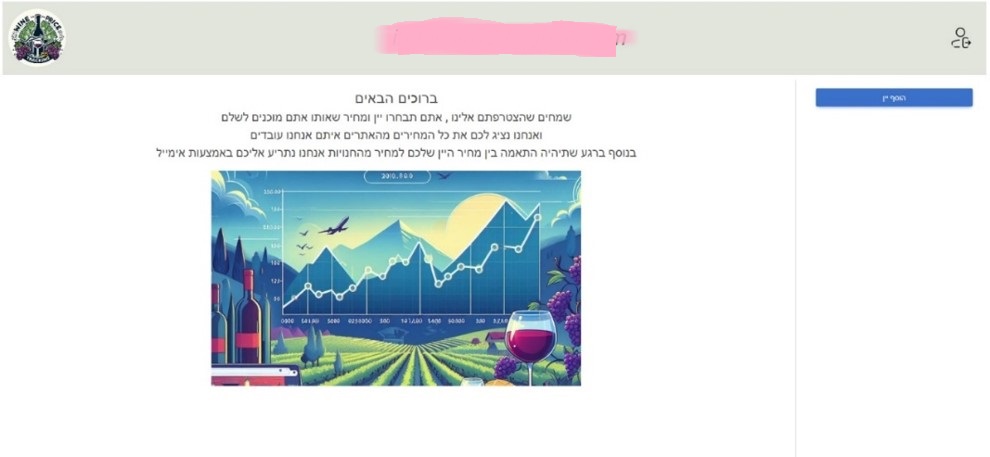 WINE PRICE
TRACKING
הוסף יין
ברוכים הבאים
שמחים שהצטרפתם אלינו , אתם תבחרו יין ומחיר שאותו אתם מוכנים לשלם
ואנחנו נציג לכם את כל המחירים מהאתרים איתם אנחנו עובדים
בנוסף ברגע שתיהיה התאמה בין מחיר היין שלכם למחיר מהחנויות אנחנו נתריע אליכם באמצעות אימייל